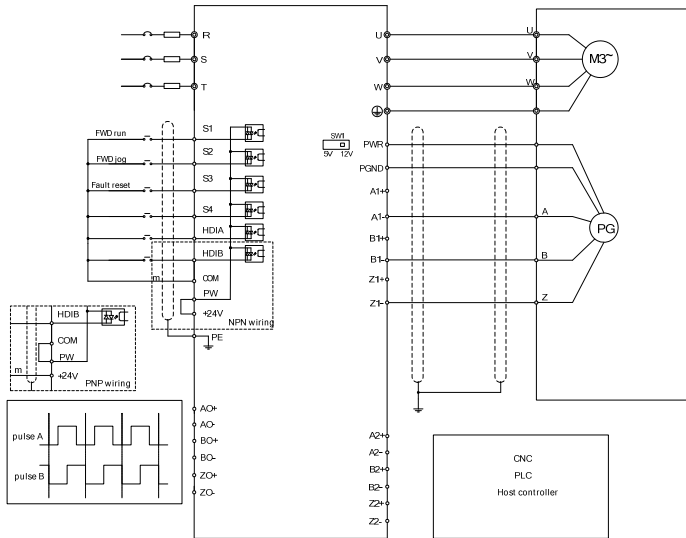 R
S
T
U
V
W
U
V
W
M3~
S1
FWD run
S2
FWD jog
S3
Fault reset
S4
HDIA
HDIB
m
COM
PW
+24V
NPN wiring
PE
SW1
5V 12V
PWR
PGND
A1+
A1-
B1+
B1-
Z1+
Z1-
A
B
Z
PG
HDIB
COM
PW
m
+24V
PNP wiring
pulse A
pulse B
AO+
AO-
BO+
BO-
ZO+
ZO-
A2+
A2-
B2+
B2-
Z2+
Z2-
CNC
PLC
Host controller